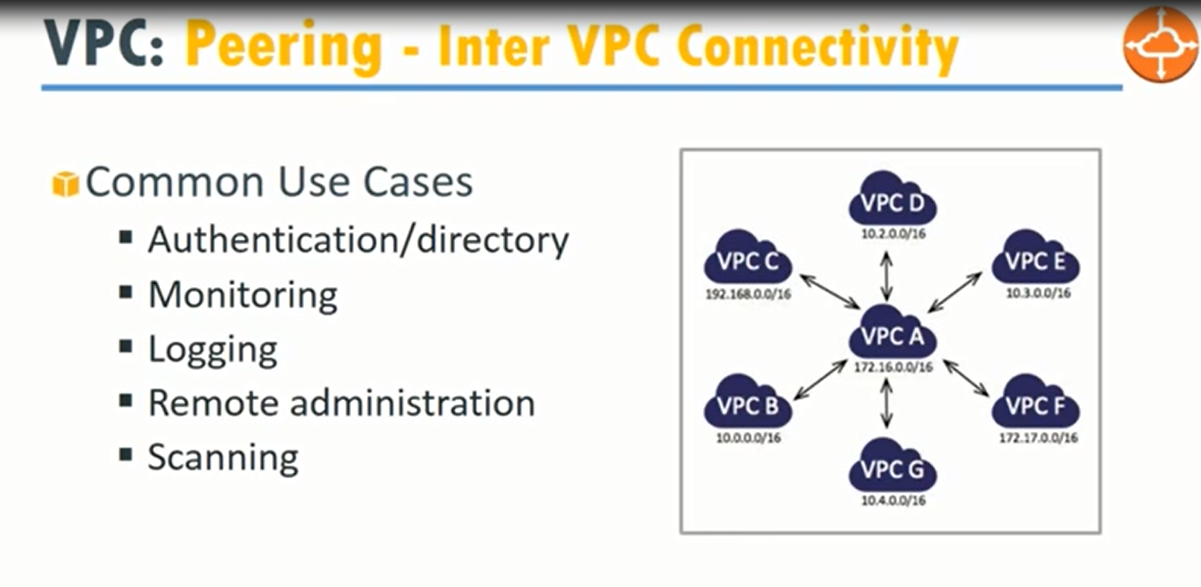 VPC: Peering - Inter VPC Connectivity
Common Use Cases
Authentication/directory
Monitoring
Logging
Remote administration
Scanning
VPC D
10.2.0.0/16
VPC C
192.168.0.0/16
VPC E
10.3.0.0/16
VPC A
172.16.0.0/16
VPC B
10.0.0.0/16
VPC F
172.17.0.0/16
VPC G
10.4.0.0/16